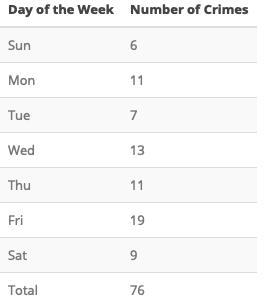 Day of the Week Number of Crimes
Sun 6
Mon 11
Tue 7
Wed 13
Thu 11
Fri 19
Sat 9
Total 76